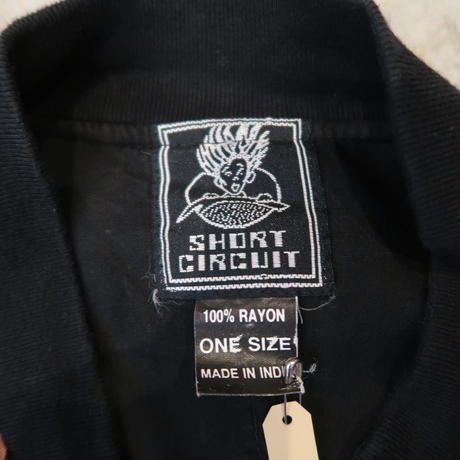 SHORT
CIRCUIT
100% RAYON
ONE SIZE
MADE IN INDIA